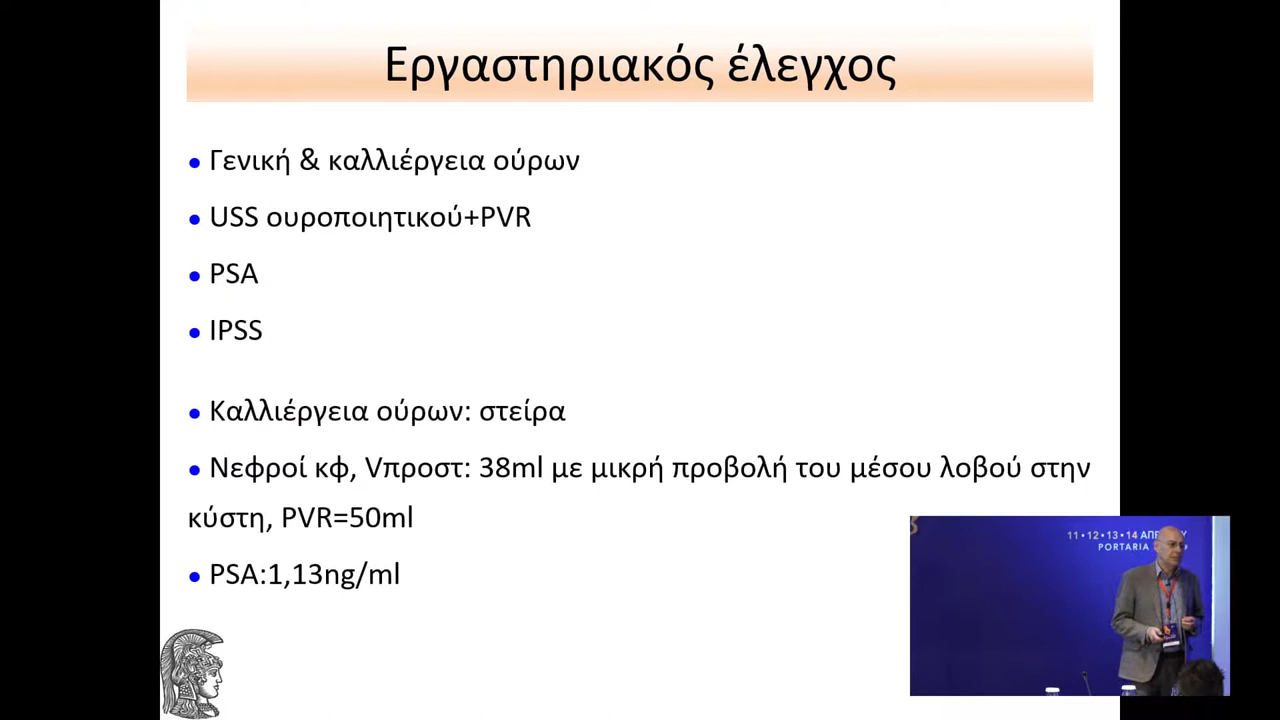 Εργαστηριακός έλεγχος
• Γενική & καλλιέργεια ούρων
• USS ουροποιητικού+PVR
• PSA
• IPSS
• Καλλιέργεια ούρων: στείρα
• Νεφροί κφ, Vπροστ: 38ml με μικρή προβολή του μέσου λοβού στην
κύστη, PVR=50ml
• PSA:1,13ng/ml
11•12•13•14
PORTARIA